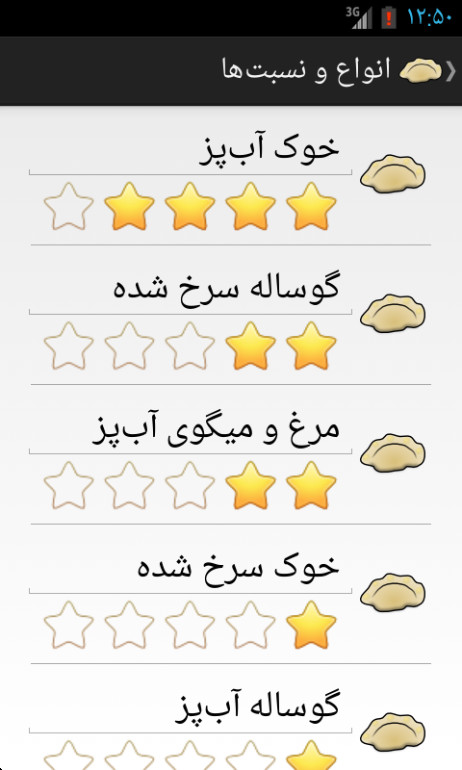 3G ۱۲:۵۰
انواع و نسبت‌ها
خوک آب‌پز
گوساله سرخ شده
مرغ و میگوی آب‌پز
خوک سرخ شده
گوساله آب‌پز